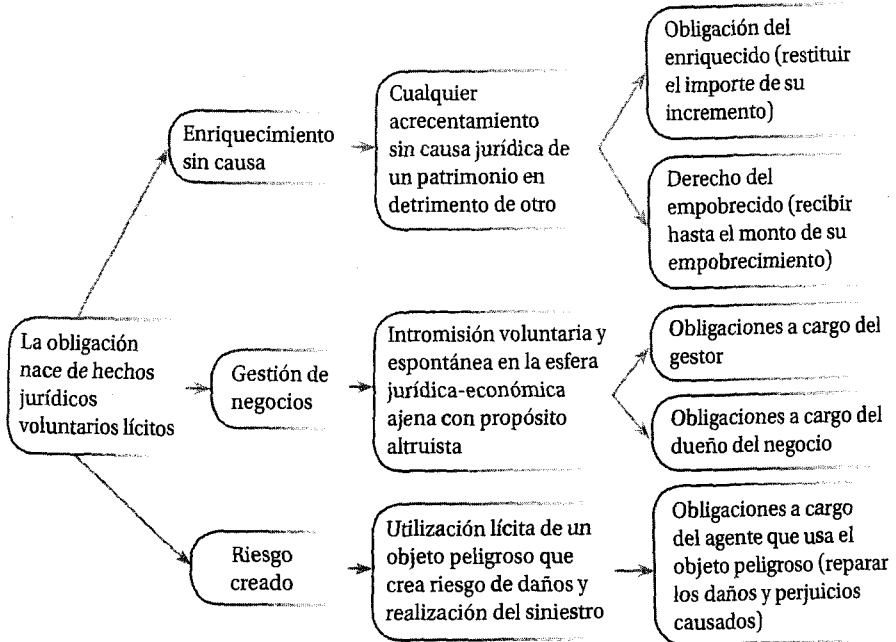 La obligación
nace de hechos
jurídicos
voluntarios lícitos
Enriquecimiento
sin causa
Cualquier
acrecentamiento
sin causa jurídica de
un patrimonio en
detrimento de otro
Obligación del
enriquecido (restituir
el importe de su
incremento)
Derecho del
empobrecido (recibir
hasta el monto de su
empobrecimiento)
Gestión de
negocios
Intromisión voluntaria y
espontánea en la esfera
jurídica-económica
ajena con propósito
altruista
Obligaciones a cargo del
gestor
Obligaciones a cargo del
dueño del negocio
Riesgo
creado
Utilización lícita de un
objeto peligroso que
crea riesgo de daños y
realización del siniestro
Obligaciones a cargo
del agente que usa el
objeto peligroso (reparar
los daños y perjuicios
causados)